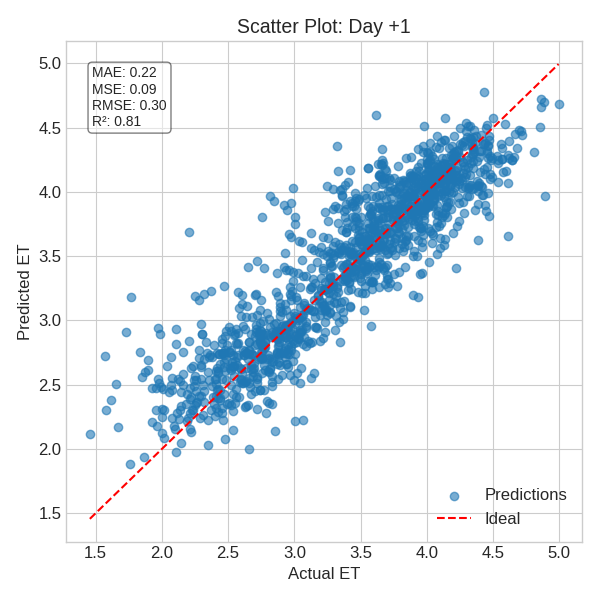 Scatter Plot: Day +1
MAE: 0.22
MSE: 0.09
RMSE: 0.30
R²: 0.81
Predicted ET
5.0
4.5
4.0
3.5
3.0
2.5
2.0
1.5
Predictions
Ideal
1.5 2.0 2.5 3.0 3.5 4.0 4.5 5.0
Actual ET